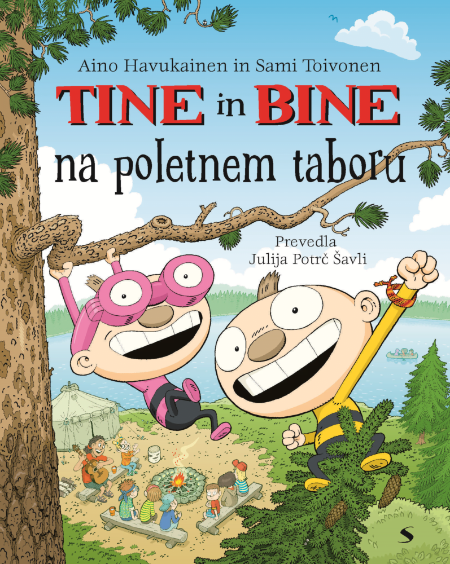 Aino Havukainen in Sami Toivonen
TINE in BINE
na poletnem taboru
Prevedla
Julija Potrč Šavli
S